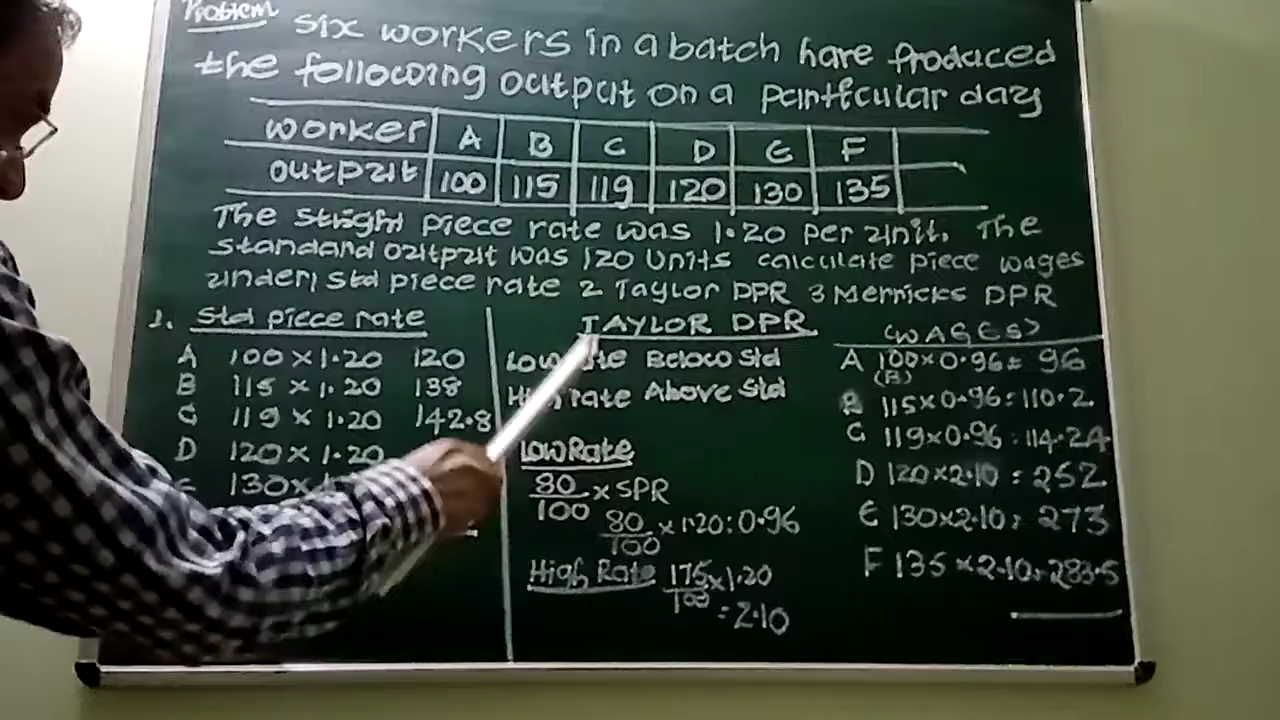 Problem
Six workers in a batch have produced
the following output on a particular day
worker A B C D E F
output 100 115 119 120 130 135
The stright piece rate was 1.20 per unit. The
standard output was 120 units calculate piece wages
under 1 std piece rate 2 Taylor DPR 3 Merricks DPR
1. Std piece rate
A 100 × 1.20 120
B 115 × 1.20 138
C 119 × 1.20 142.8
D 120 × 1.20
130×
TAYLOR DPR
Below Std
High rate Above Std
Low Rate
80/100 × SPR
80/100 × 1.20 : 0.96
High Rate 175/100 × 1.20
= 2.10
(WAGES)
A 100×0.96 = 96
(B)
B 115×0.96 = 110.2
C 119×0.96 : 114.24
D 120×2.10 = 252
E 130×2.10 = 273
F 135×2.10 = 283.5